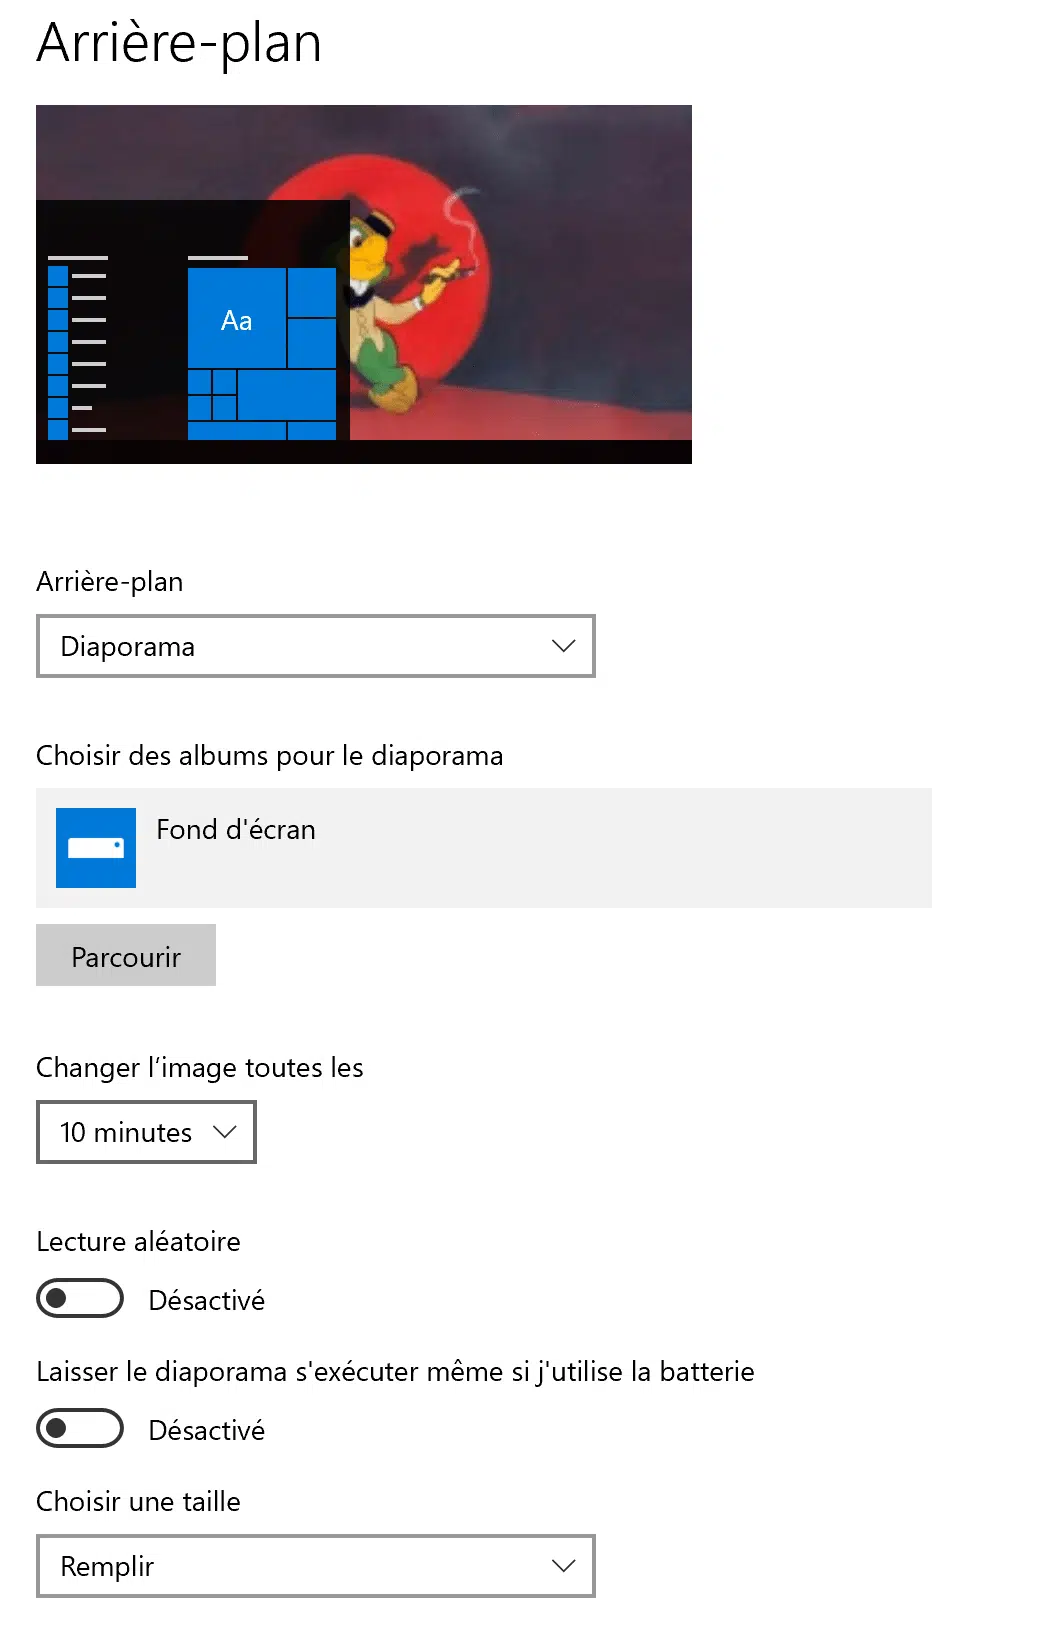 Arrière-plan
Aa
Arrière-plan
Diaporama
Choisir des albums pour le diaporama
Fond d'écran
Parcourir
Changer l’image toutes les
10 minutes
Lecture aléatoire
Désactivé
Laisser le diaporama s'exécuter même si j'utilise la batterie
Désactivé
Choisir une taille
Remplir